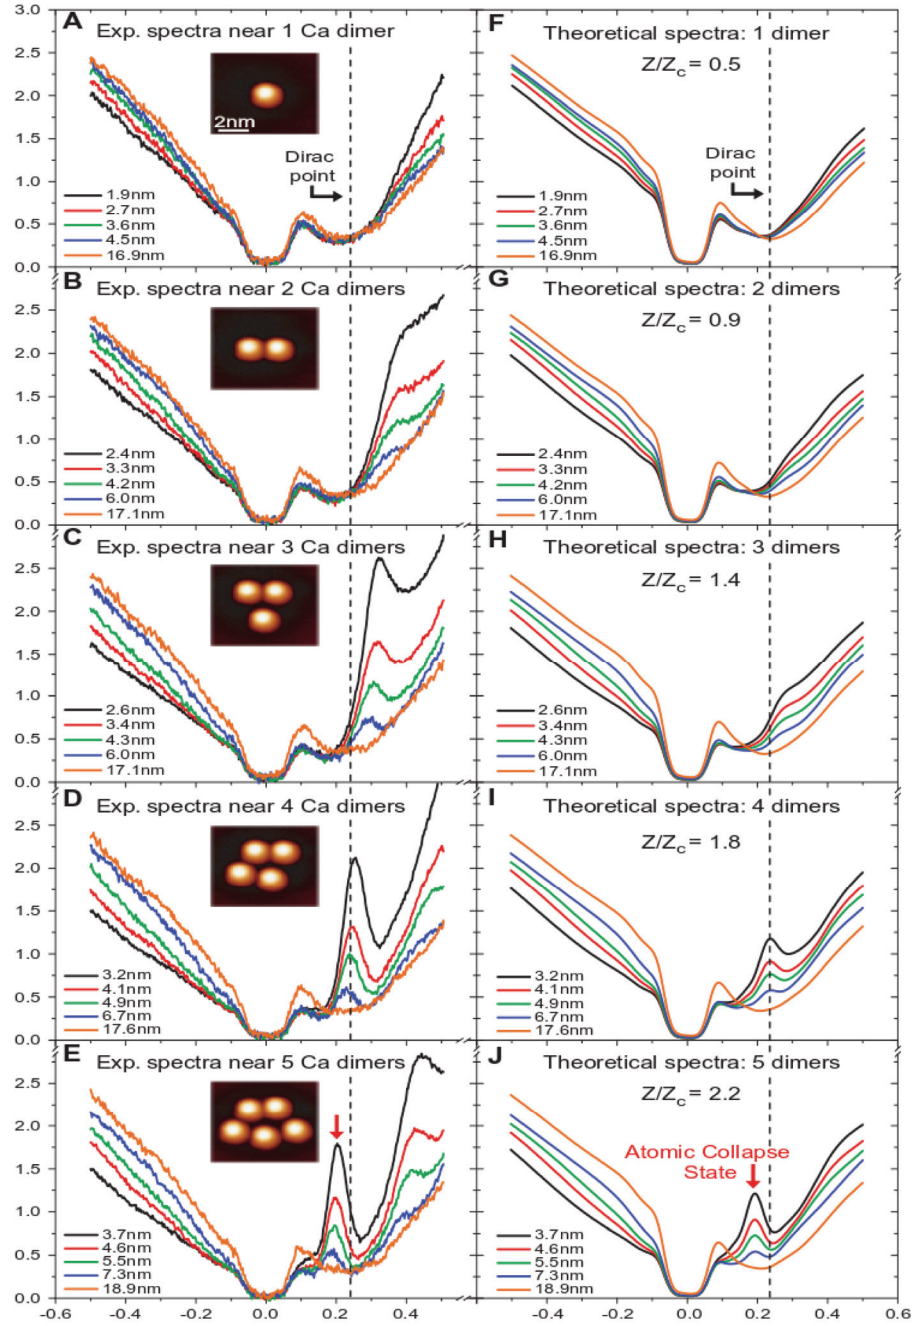 A Exp. spectra near 1 Ca dimer
2nm
Dirac
point
1.9nm
2.7nm
3.6nm
4.5nm
16.9nm
3.0
2.5
2.0
1.5
1.0
0.5
0.0
B Exp. spectra near 2 Ca dimers
2.4nm
3.3nm
4.2nm
6.0nm
17.1nm
2.5
2.0
1.5
1.0
0.5
0.0
C Exp. spectra near 3 Ca dimers
2.6nm
3.4nm
4.3nm
6.0nm
17.1nm
2.5
2.0
1.5
1.0
0.5
0.0
D Exp. spectra near 4 Ca dimers
3.2nm
4.1nm
4.9nm
6.7nm
17.6nm
2.5
2.0
1.5
1.0
0.5
0.0
E Exp. spectra near 5 Ca dimers
3.7nm
4.6nm
5.5nm
7.3nm
18.9nm
2.5
2.0
1.5
1.0
0.5
0.0
-0.6 -0.4 -0.2 0.0 0.2 0.4
F Theoretical spectra: 1 dimer
Z/Zc = 0.5
Dirac
point
1.9nm
2.7nm
3.6nm
4.5nm
16.9nm
G Theoretical spectra: 2 dimers
Z/Zc = 0.9
2.4nm
3.3nm
4.2nm
6.0nm
17.1nm
H Theoretical spectra: 3 dimers
Z/Zc = 1.4
2.6nm
3.4nm
4.3nm
6.0nm
17.1nm
I Theoretical spectra: 4 dimers
Z/Zc = 1.8
3.2nm
4.1nm
4.9nm
6.7nm
17.6nm
J Theoretical spectra: 5 dimers
Z/Zc = 2.2
Atomic Collapse
State
3.7nm
4.6nm
5.5nm
7.3nm
18.9nm
-0.6 -0.4 -0.2 0.0 0.2 0.4 0.6